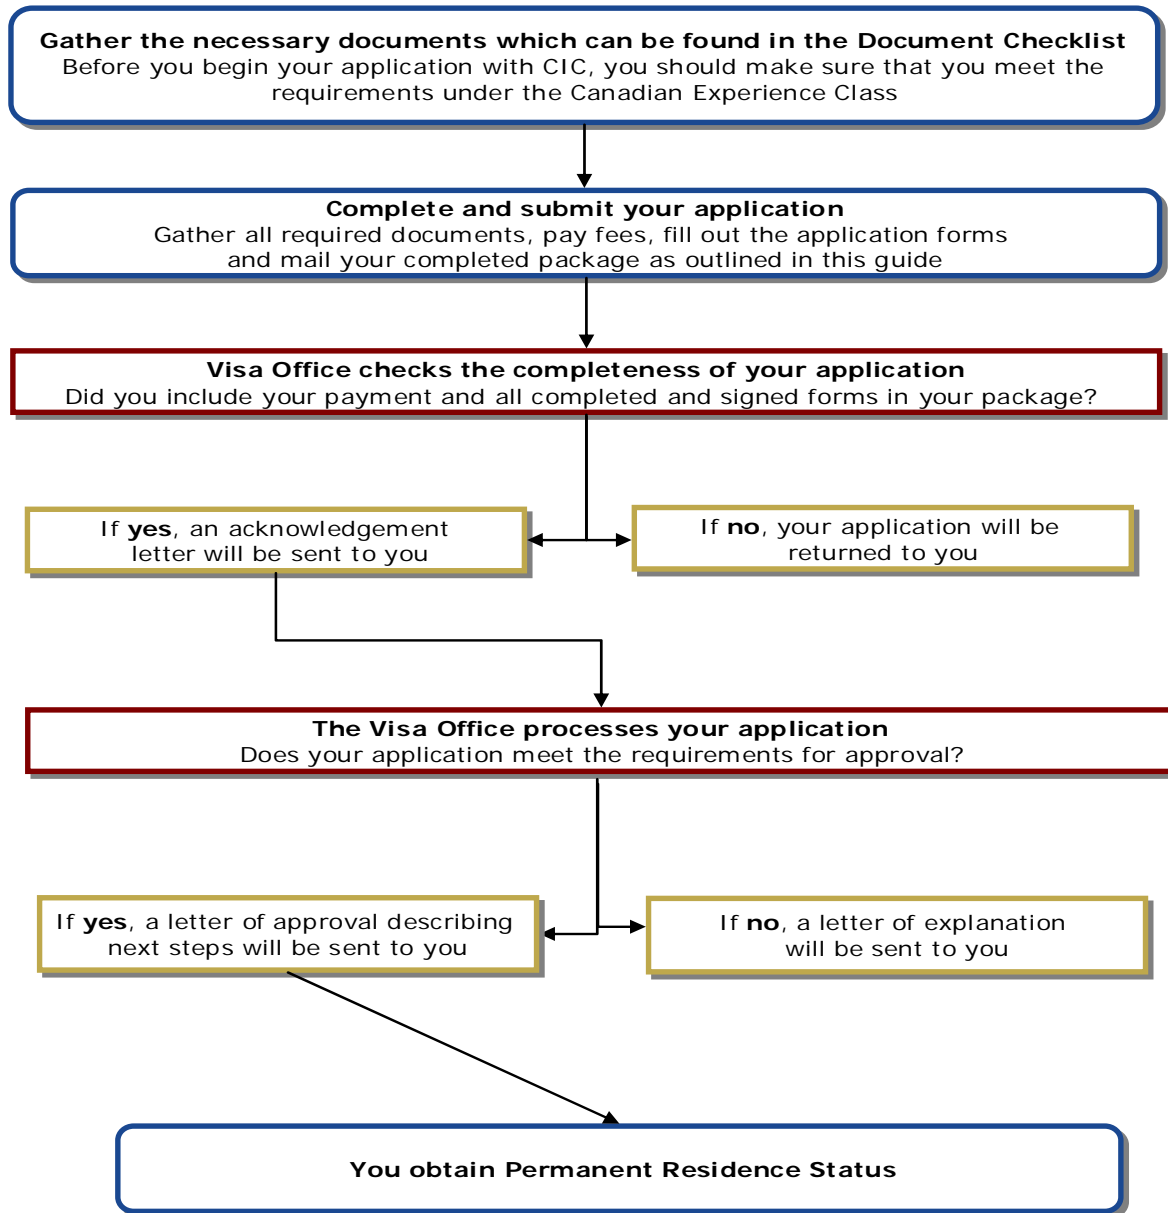 Gather the necessary documents which can be found in the Document Checklist
Before you begin your application with CIC, you should make sure that you meet the
requirements under the Canadian Experience Class
Complete and submit your application
Gather all required documents, pay fees, fill out the application forms
and mail your completed package as outlined in this guide
Visa Office checks the completeness of your application
Did you include your payment and all completed and signed forms in your package?
If yes, an acknowledgement
letter will be sent to you
If no, your application will be
returned to you
The Visa Office processes your application
Does your application meet the requirements for approval?
If yes, a letter of approval describing
next steps will be sent to you
If no, a letter of explanation
will be sent to you
You obtain Permanent Residence Status